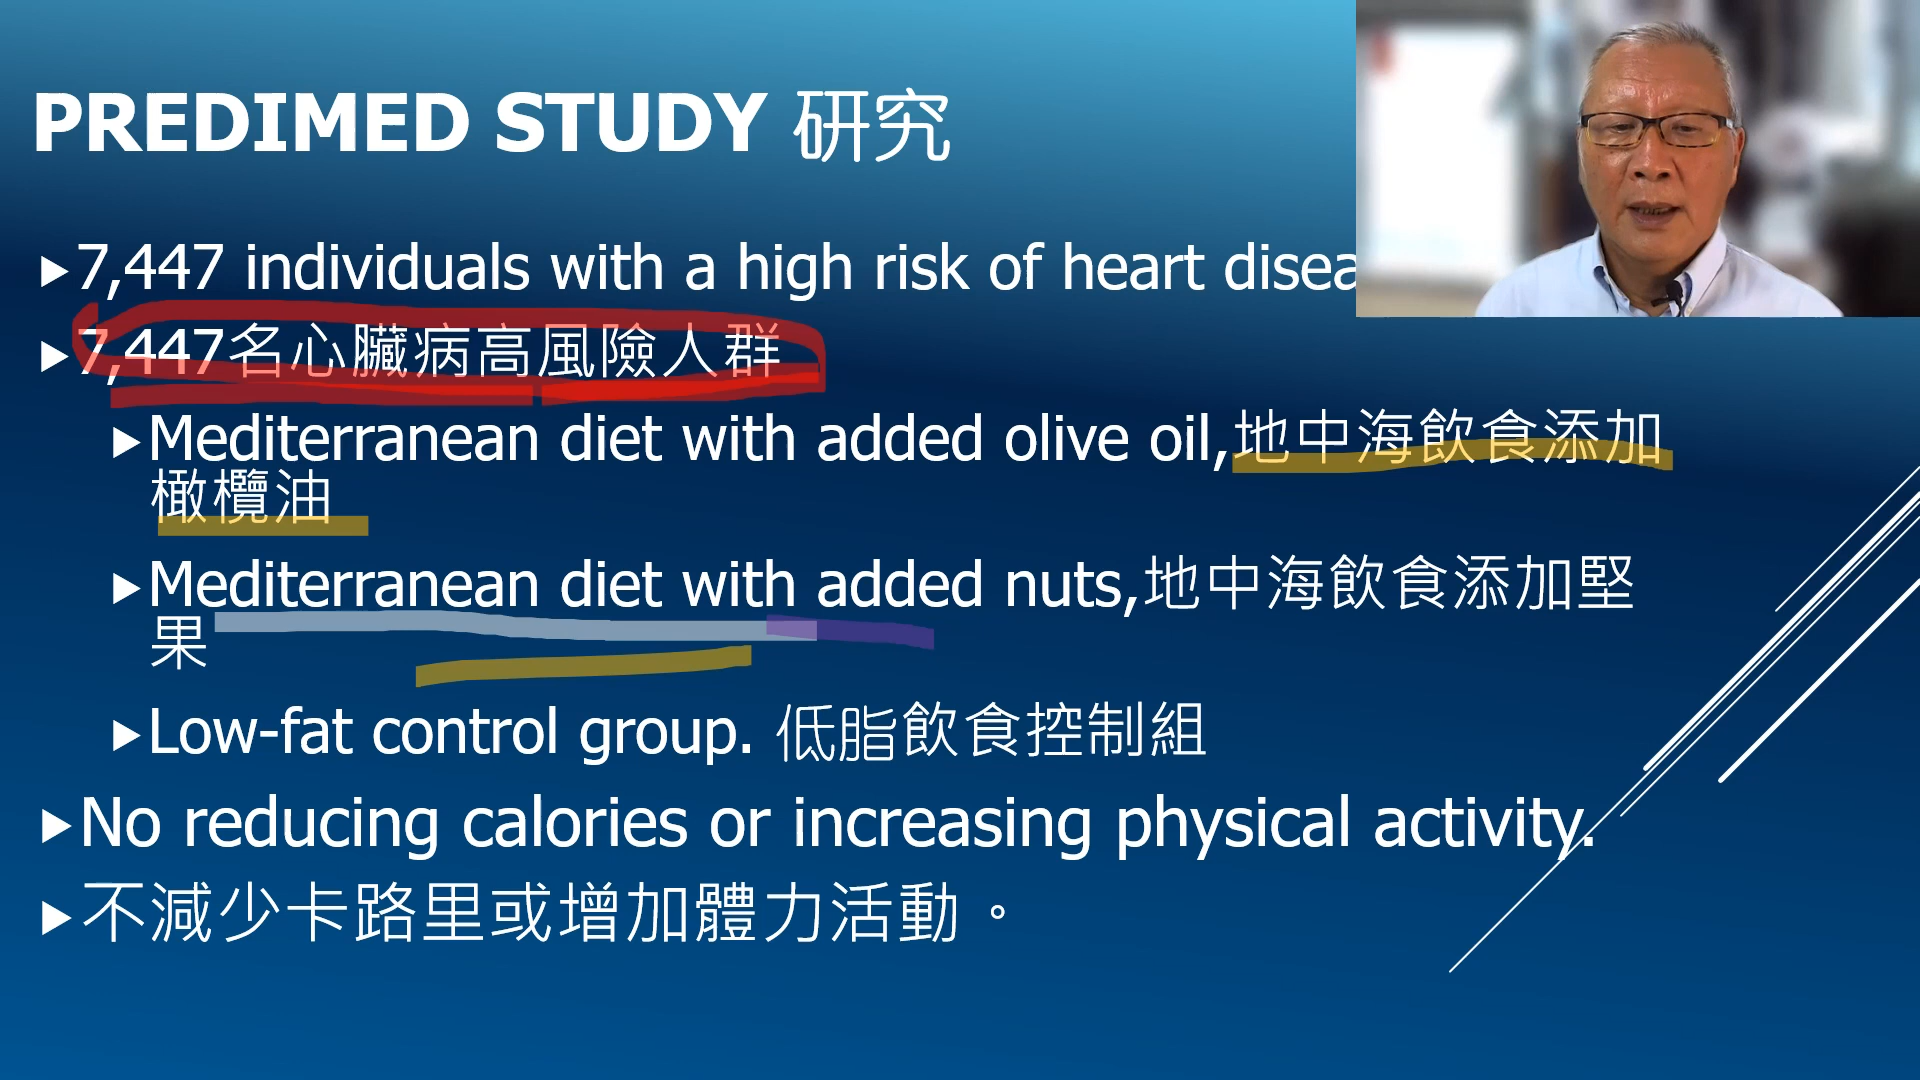 PREDIMED STUDY 研究
7,447 individuals with a high risk of heart
7,447名心臟病高風險人群
Mediterranean diet with added olive oil,地中海飲食添加
橄欖油
Mediterranean diet with added nuts,地中海飲食添加堅
果
Low-fat control group. 低脂飲食控制組
No reducing calories or increasing physical activity.
不減少卡路里或增加體力活動。